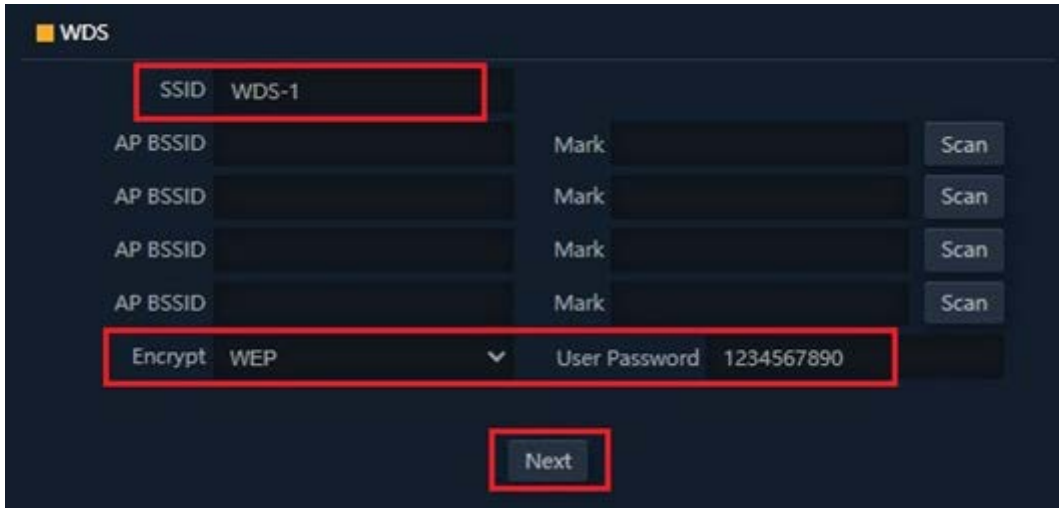 WDS
SSID WDS-1
AP BSSID Mark Scan
AP BSSID Mark Scan
AP BSSID Mark Scan
AP BSSID Mark Scan
Encrypt WEP User Password 1234567890
Next